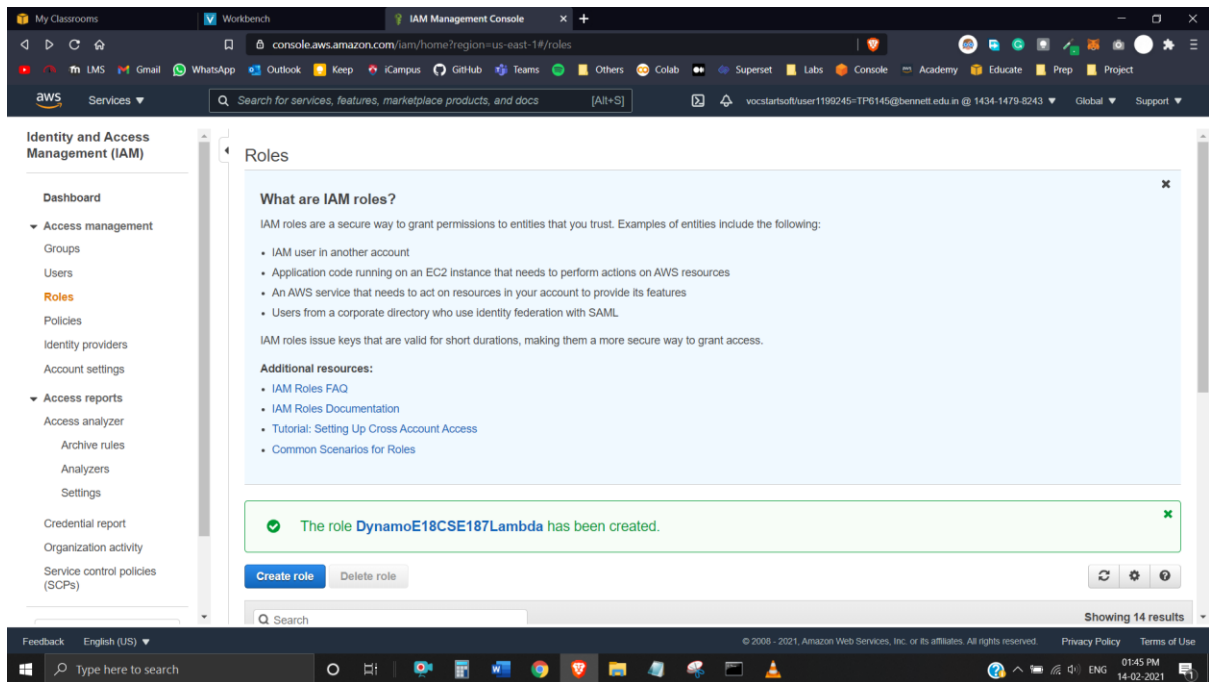 My Classrooms
Workbench
IAM Management Console
console.aws.amazon.com/iam/home?region=us-east-1#/roles
LMS Gmail WhatsApp Outlook Keep iCampus GitHub Teams Others Colab Superset Labs Console Academy Educate Prep Project
aws Services Search for services, features, marketplace products, and docs [Alt+S] vocstartsoft/user1199245=TP6145@bennett.edu.in @ 1434-1479-8243 Global Support
Identity and Access
Management (IAM)
Dashboard
Access management
Groups
Users
Roles
Policies
Identity providers
Account settings
Access reports
Access analyzer
Archive rules
Analyzers
Settings
Credential report
Organization activity
Service control policies
(SCPs)
Roles
What are IAM roles?
IAM roles are a secure way to grant permissions to entities that you trust. Examples of entities include the following:
• IAM user in another account
• Application code running on an EC2 instance that needs to perform actions on AWS resources
• An AWS service that needs to act on resources in your account to provide its features
• Users from a corporate directory who use identity federation with SAML
IAM roles issue keys that are valid for short durations, making them a more secure way to grant access.
Additional resources:
• IAM Roles FAQ
• IAM Roles Documentation
• Tutorial: Setting Up Cross Account Access
• Common Scenarios for Roles
The role DynamoE18CSE187Lambda has been created.
Create role Delete role
Search
Showing 14 results
Feedback English (US) © 2008 - 2021, Amazon Web Services, Inc. or its affiliates. All rights reserved. Privacy Policy Terms of Use
Type here to search
ENG
01:45 PM
14-02-2021